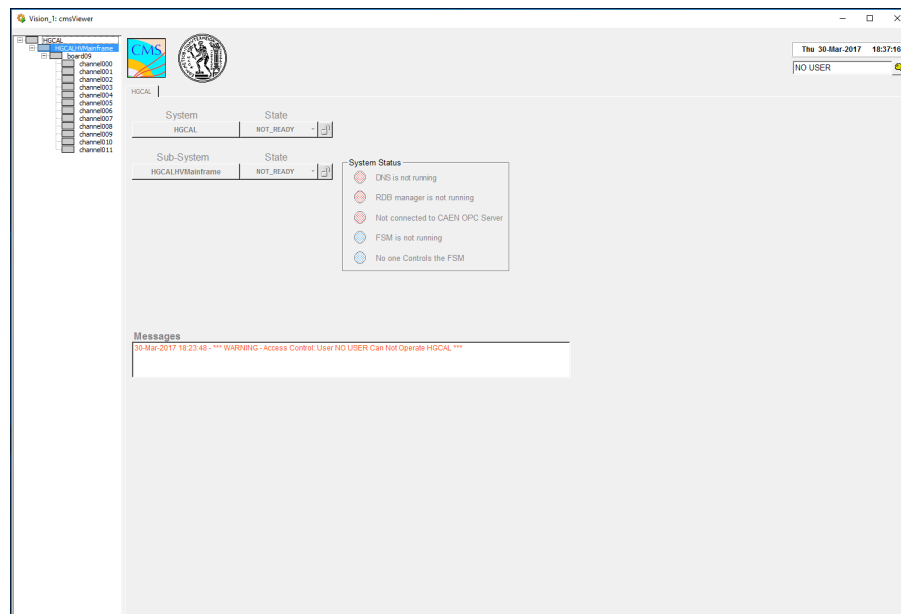 Vision_1: cmsViewer
HGCAL
HGCALHVMainframe
board09
channel000
channel001
channel002
channel003
channel004
channel005
channel006
channel007
channel008
channel009
channel010
channel011
CMS
Thu 30-Mar-2017 18:37:16
NO USER
HGCAL
System State
HGCAL NOT_READY
Sub-System State
HGCALHVMainframe NOT_READY
System Status
DNS is not running
RDB manager is not running
Not connected to CAEN OPC Server
FSM is not running
No one Controls the FSM
Messages
30-Mar-2017 18:23:48 - *** WARNING - Access Control: User NO USER Can Not Operate HGCAL ***